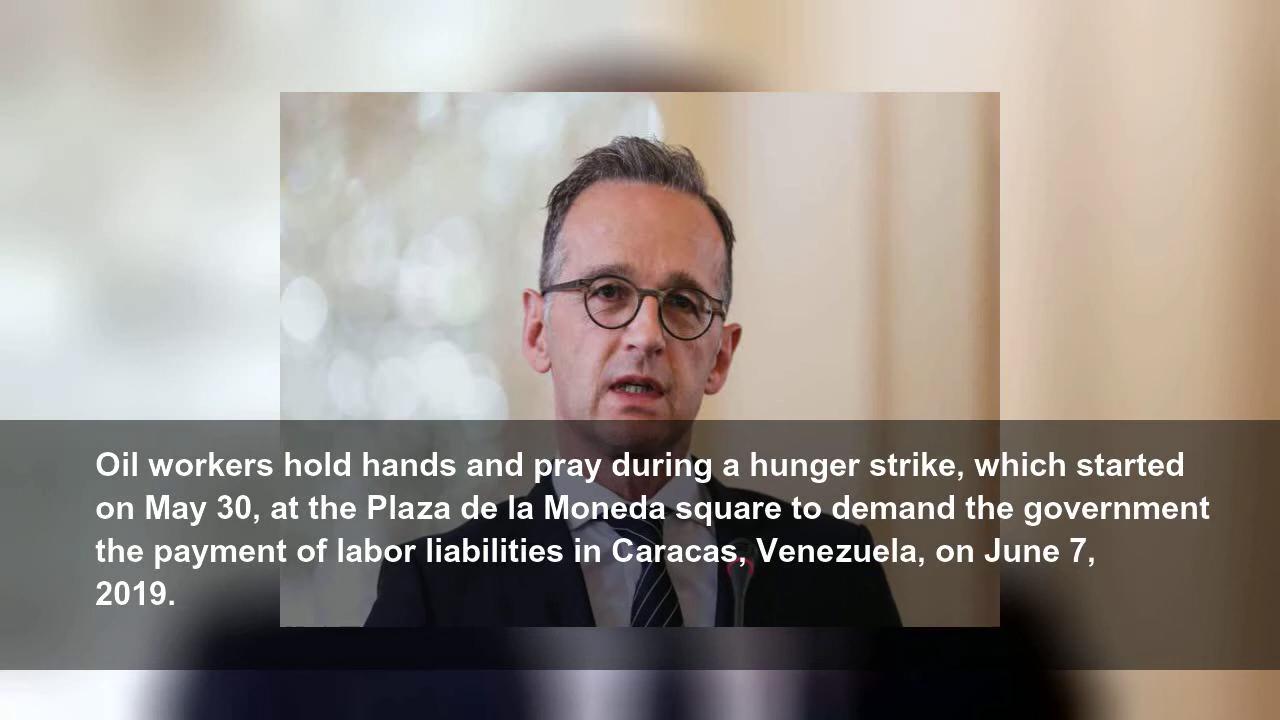 Oil workers hold hands and pray during a hunger strike, which started
on May 30, at the Plaza de la Moneda square to demand the government
the payment of labor liabilities in Caracas, Venezuela, on June 7,
2019.